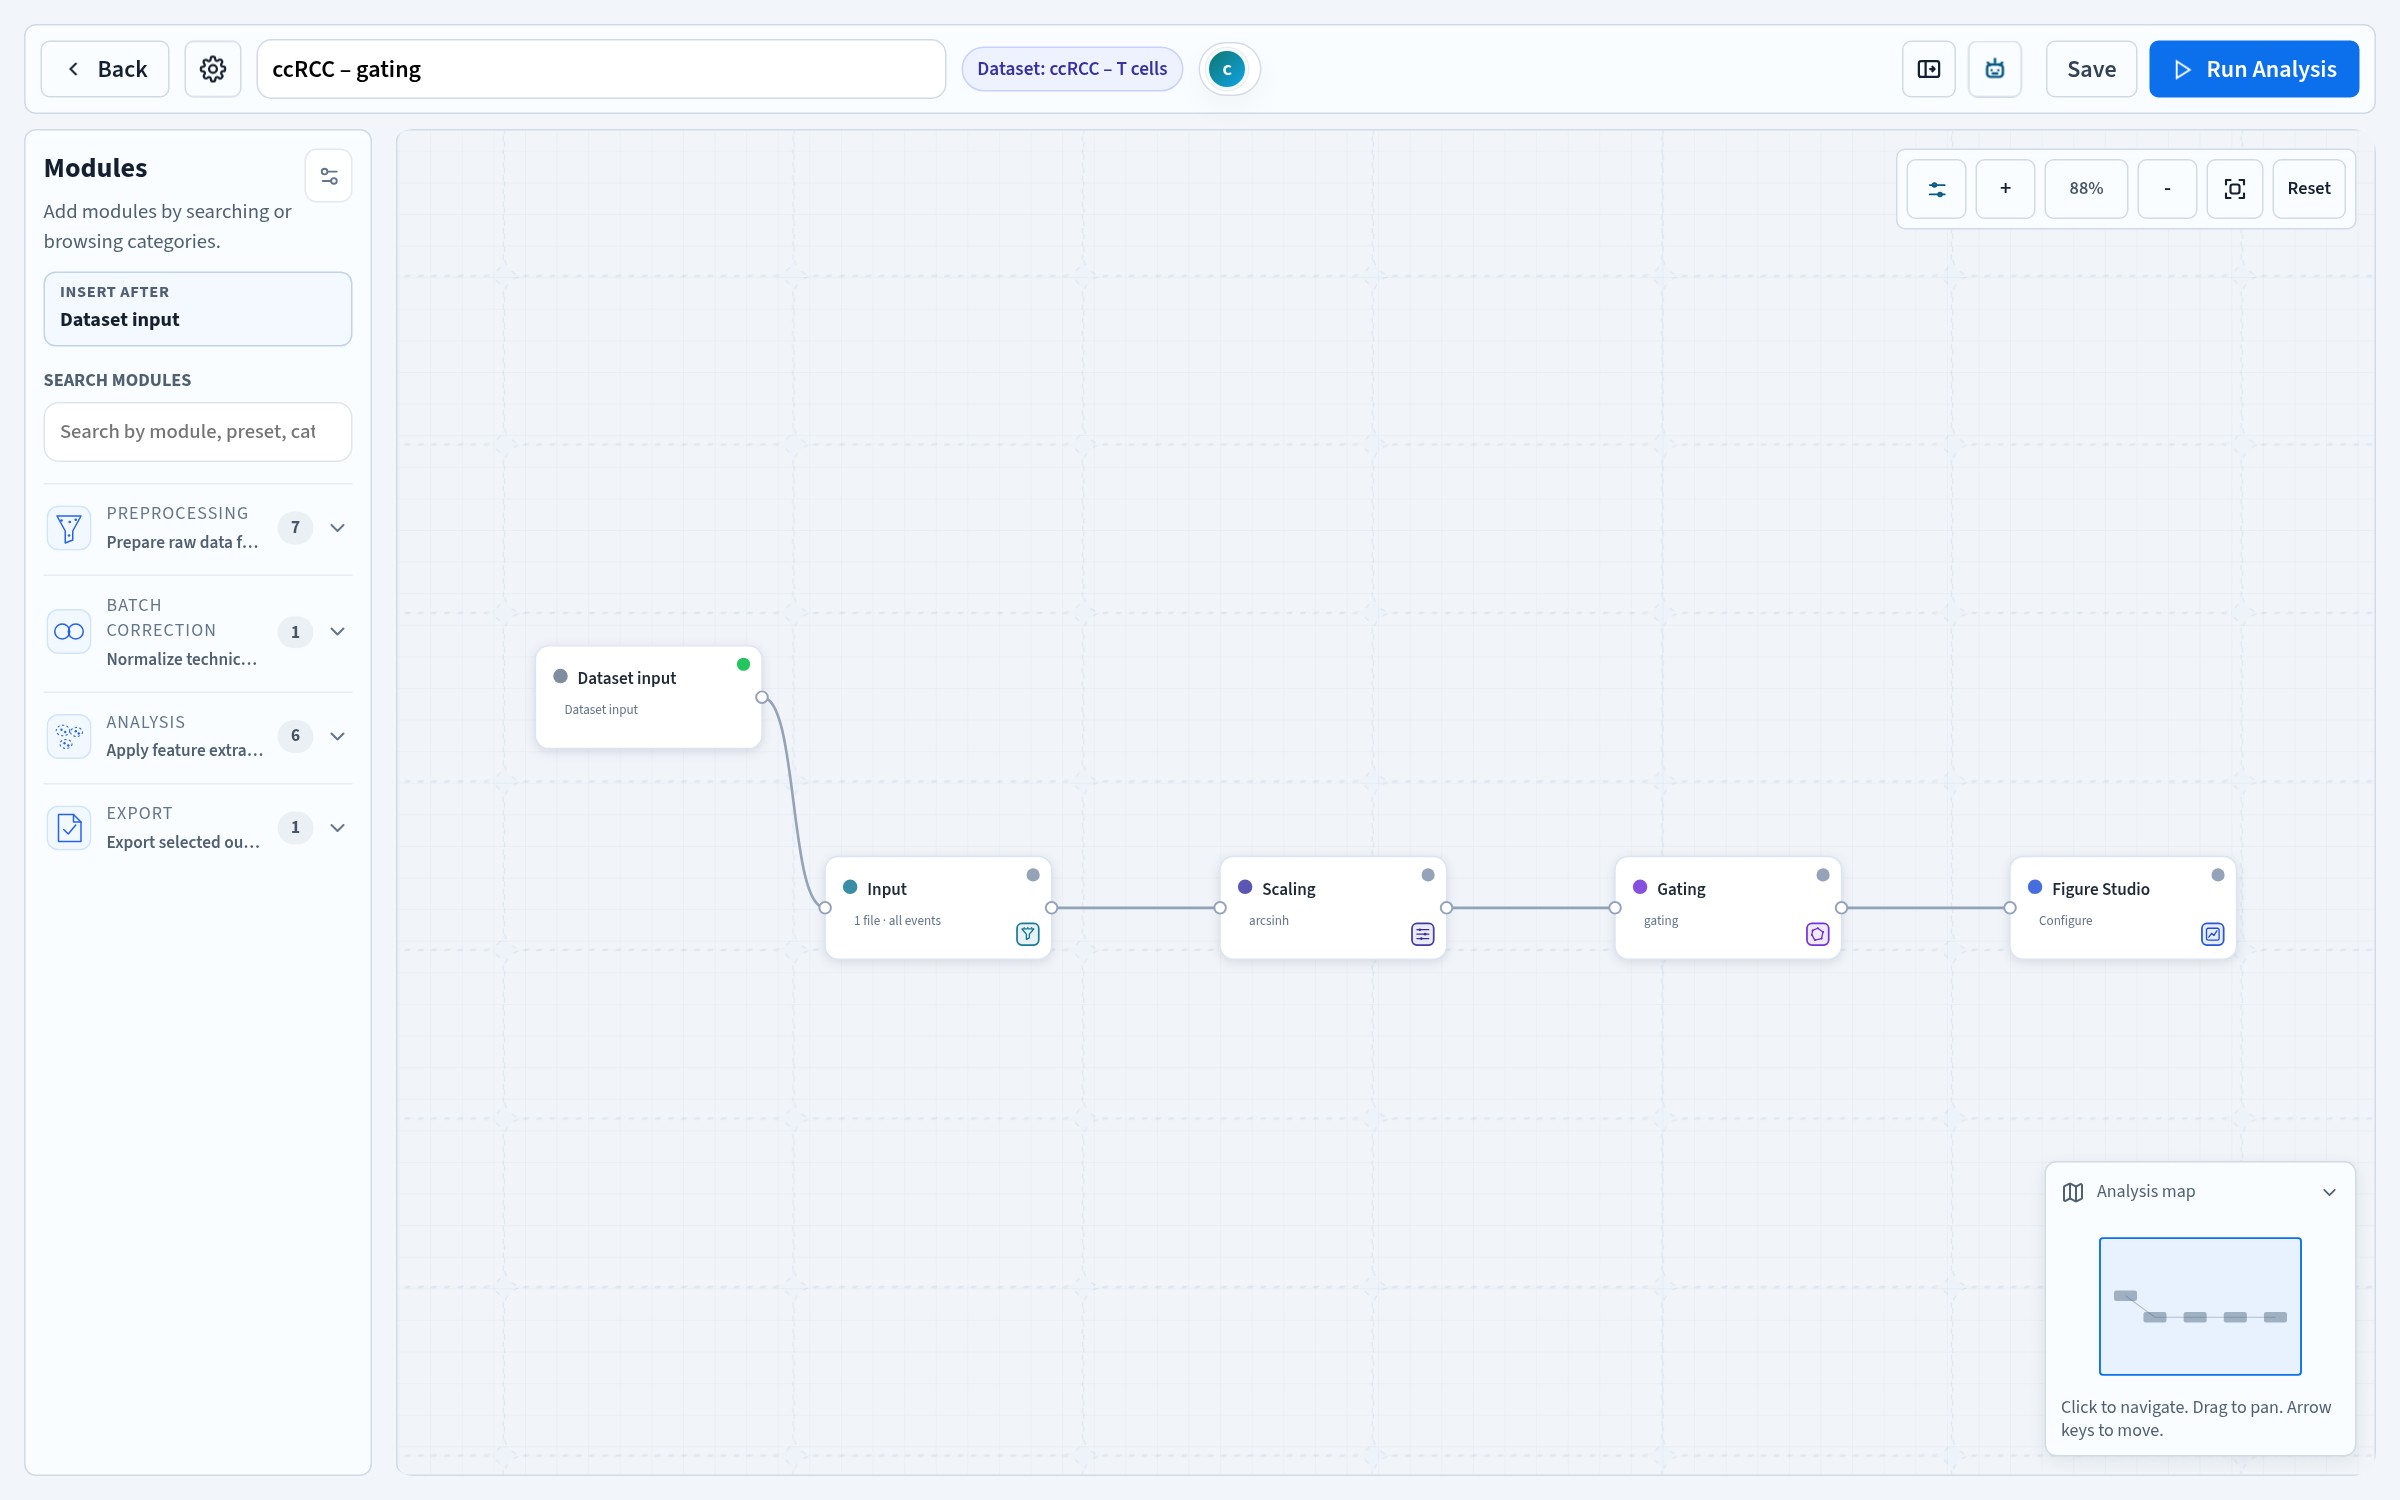 Back
ccRCC – gating
Dataset: ccRCC – T cells
c
Save
Run Analysis
Modules
Add modules by searching or
browsing categories.
INSERT AFTER
Dataset input
SEARCH MODULES
Search by module, preset, cat
PREPROCESSING
Prepare raw data f…
7
BATCH
CORRECTION
Normalize technic…
1
ANALYSIS
Apply feature extra…
6
EXPORT
Export selected ou…
1
+
88%
-
Reset
Dataset input
Dataset input
Input
1 file · all events
Scaling
arcsinh
Gating
gating
Figure Studio
Configure
Analysis map
Click to navigate. Drag to pan. Arrow
keys to move.